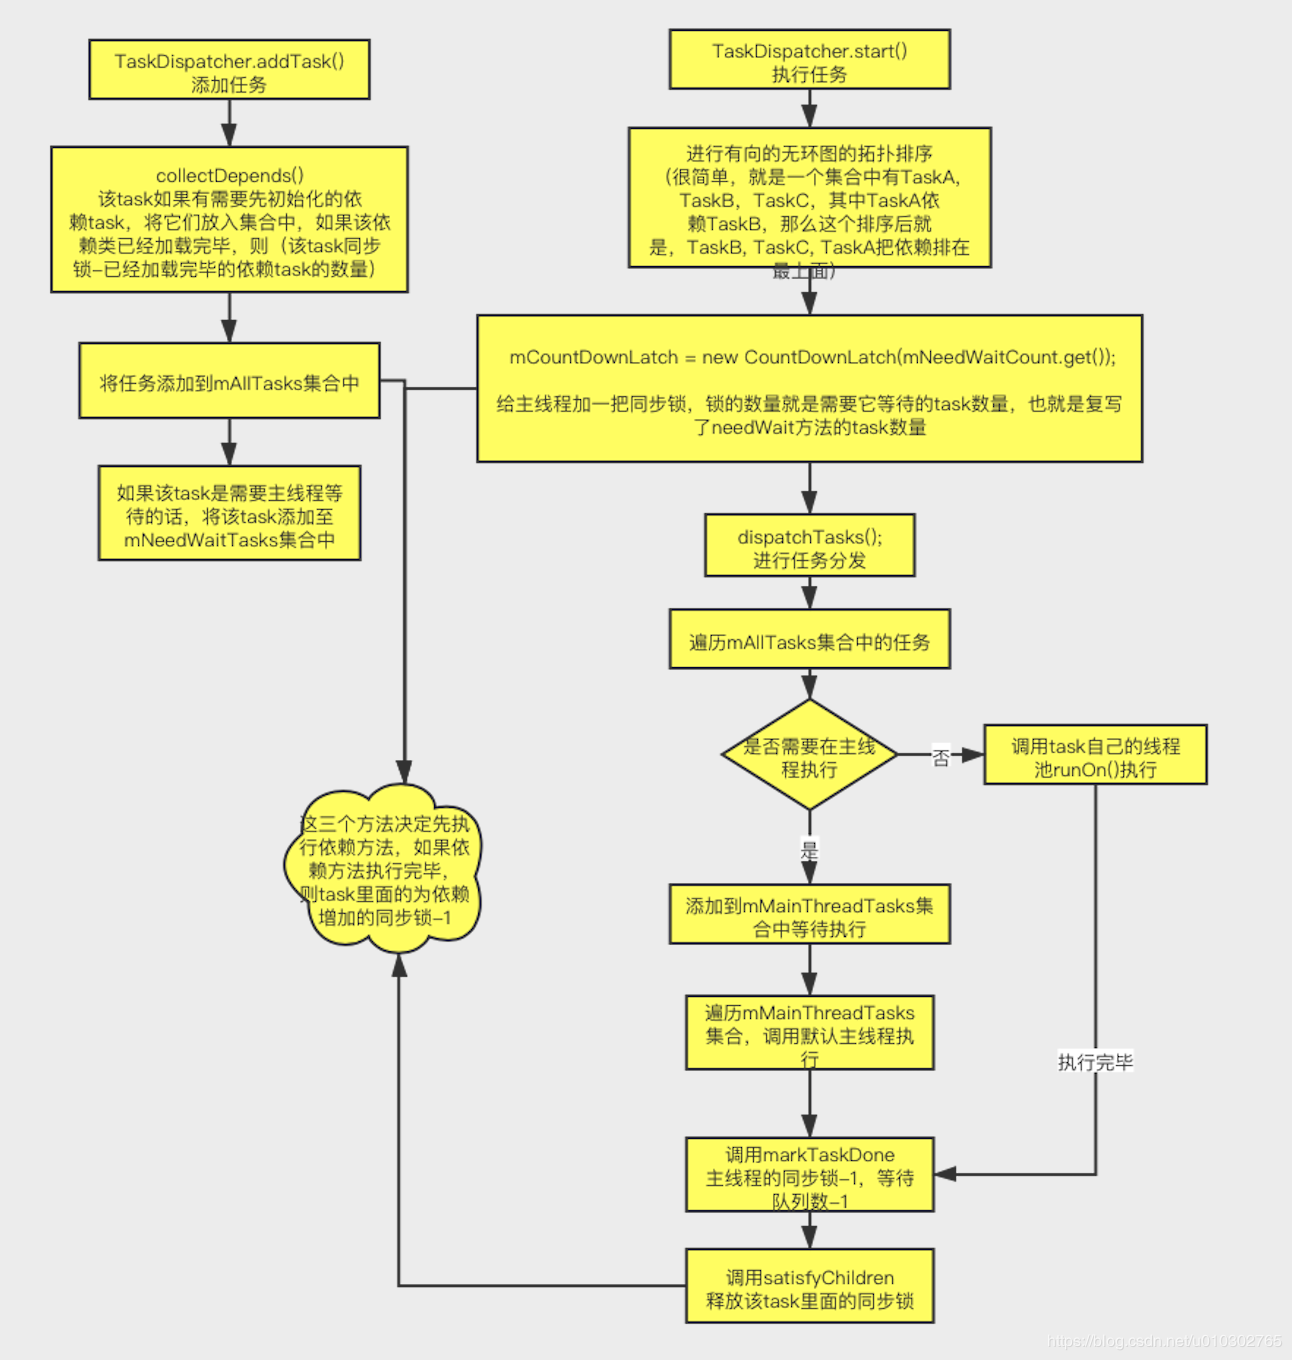 TaskDispatcher.addTask()
添加任务
collectDepends()
该task如果有需要先初始化的依
赖task，将它们放入集合中，如果该依
赖类已经加载完毕，则（该task同步
锁-已经加载完毕的依赖task的数量）
将任务添加到mAllTasks集合中
如果该task是需要主线程等
待的话，将该task添加至
mNeedWaitTasks集合中
TaskDispatcher.start()
执行任务
进行有向的无环图的拓扑排序
（很简单，就是一个集合中有TaskA,
TaskB，TaskC，其中TaskA依
赖TaskB，那么这个排序后就
是，TaskB, TaskC, TaskA把依赖排在
最上面）
mCountDownLatch = new CountDownLatch(mNeedWaitCount.get());
给主线程加一把同步锁，锁的数量就是需要它等待的task数量，也就是复写
了needWait方法的task数量
dispatchTasks();
进行任务分发
遍历mAllTasks集合中的任务
是否需要在主线
程执行
否
调用task自己的线程
池runOn()执行
是
这三个方法决定先执
行依赖方法，如果依
赖方法执行完毕，
则task里面的为依赖
增加的同步锁-1
添加到mMainThreadTasks集
合中等待执行
遍历mMainThreadTasks
集合，调用默认主线程执
行
执行完毕
调用markTaskDone
主线程的同步锁-1，等待
队列数-1
调用satisfyChildren
释放该task里面的同步锁
https://blog.csdn.net/u010302765